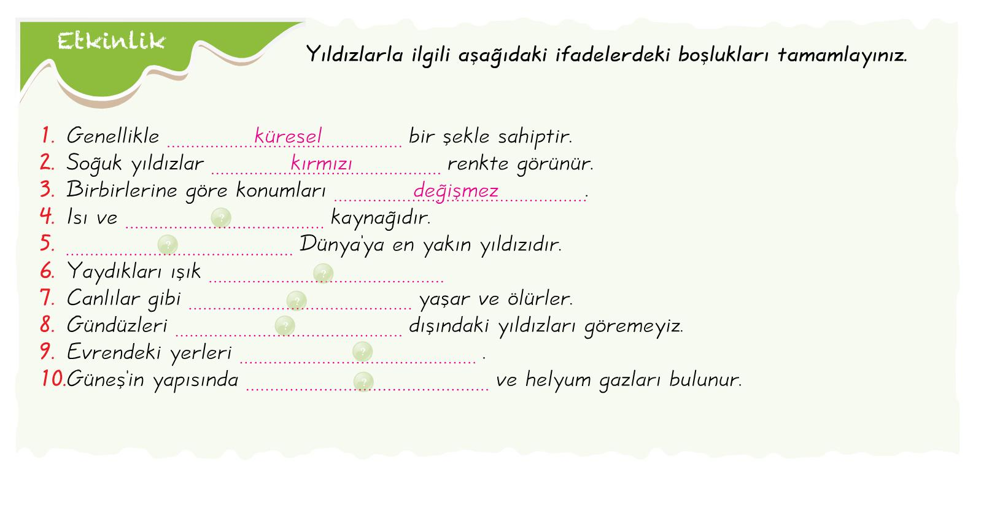 Etkinlik
Yıldızlarla ilgili aşağıdaki ifadelerdeki boşlukları tamamlayınız.
1. Genellikle ........ küresel ........ bir şekle sahiptir.
2. Soğuk yıldızlar ........ kırmızı ........ renkte görünür.
3. Birbirlerine göre konumları ........ değişmez ........ .
4. Isı ve ........ ? ........ kaynağıdır.
5. ........ ? ........ Dünya'ya en yakın yıldızıdır.
6. Yaydıkları ışık ........ ? ........
7. Canlılar gibi ........ ? ........ yaşar ve ölürler.
8. Gündüzleri ........ ? ........ dışındaki yıldızları göremeyiz.
9. Evrendeki yerleri ........ ? ........ .
10. Güneş'in yapısında ........ ? ........ ve helyum gazları bulunur.